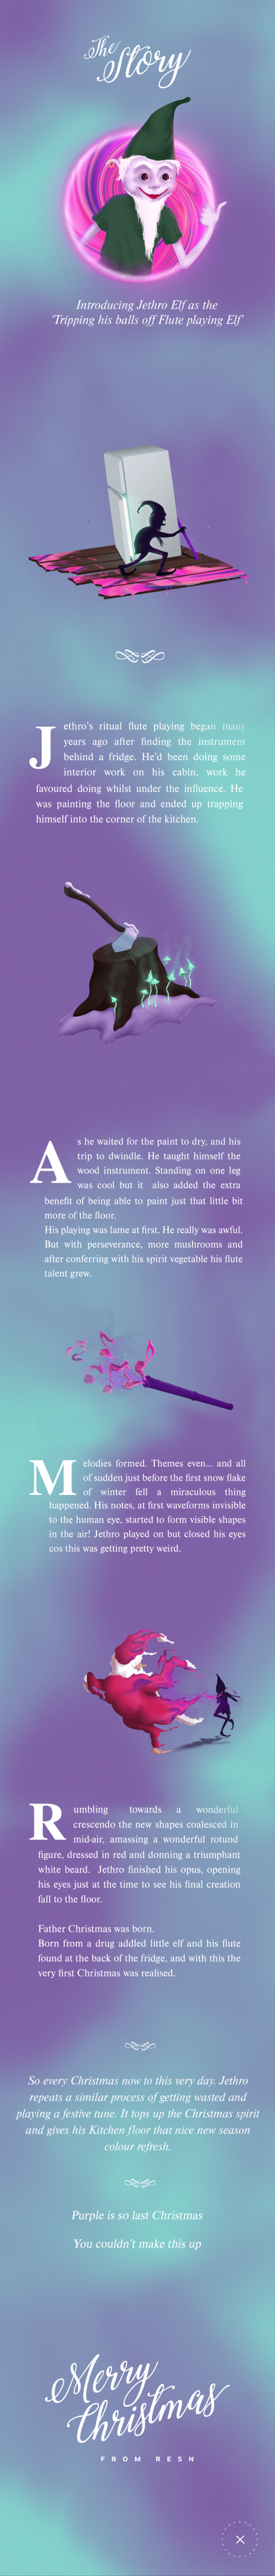 The
Story
Introducing Jethro Elf as the
'Tripping his balls off Flute playing Elf'
Jethro's ritual flute playing began many
years ago after finding the instrument
behind a fridge. He'd been doing some
interior work on his cabin, work he
favoured doing whilst under the influence. He
was painting the floor and ended up trapping
himself into the corner of the kitchen.
As he waited for the paint to dry, and his
trip to dwindle. He taught himself the
wood instrument. Standing on one leg
was cool but it also added the extra
benefit of being able to paint just that little bit
more of the floor.
His playing was lame at first. He really was awful.
But with perseverance, more mushrooms and
after conferring with his spirit vegetable his flute
talent grew.
Melodies formed. Themes even... and all
of sudden just before the first snow flake
of winter fell a miraculous thing
happened. His notes, at first waveforms invisible
to the human eye, started to form visible shapes
in the air! Jethro played on but closed his eyes
cos this was getting pretty weird.
Rumbling towards a wonderful
crescendo the new shapes coalesced in
mid-air, amassing a wonderful rotund
figure, dressed in red and donning a triumphant
white beard. Jethro finished his opus, opening
his eyes just at the time to see his final creation
fall to the floor.
Father Christmas was born.
Born from a drug addled little elf and his flute
found at the back of the fridge, and with this the
very first Christmas was realised.
So every Christmas now to this very day. Jethro
repeats a similar process of getting wasted and
playing a festive tune. It tops up the Christmas spirit
and gives his Kitchen floor that nice new season
colour refresh.
Purple is so last Christmas
You couldn't make this up
Merry
Christmas
FROM RESN